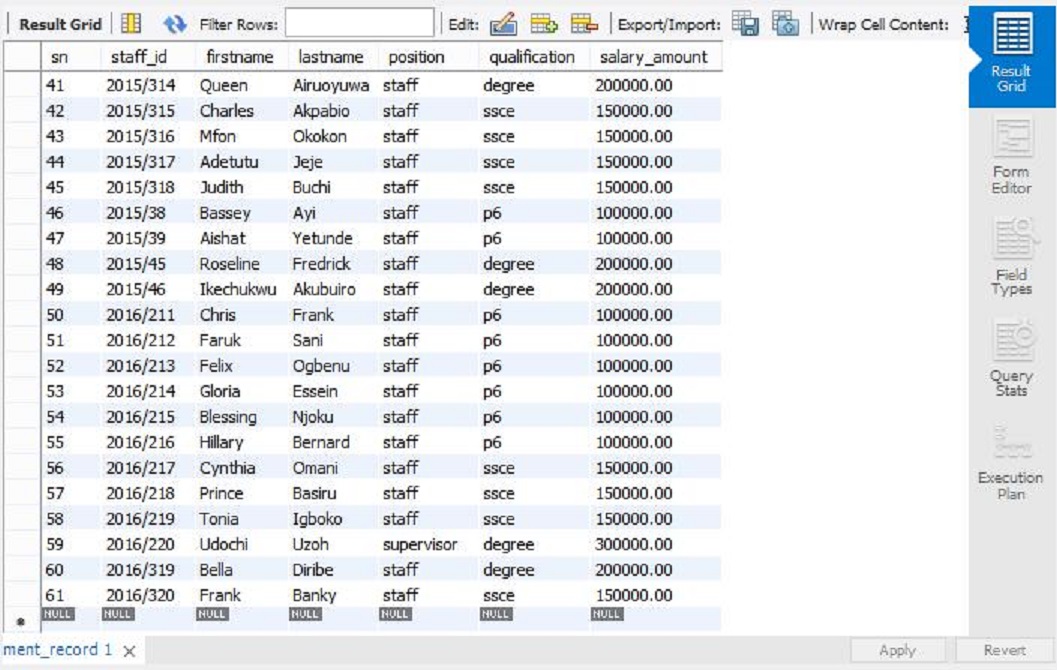 Result Grid Filter Rows: Edit: Export/Import: Wrap Cell Content:
sn staff_id firstname lastname position qualification salary_amount
41 2015/314 Queen Airuoyuwa staff degree 200000.00
42 2015/315 Charles Akpabio staff ssce 150000.00
43 2015/316 Mfon Okokon staff ssce 150000.00
44 2015/317 Adetutu Jeje staff ssce 150000.00
45 2015/318 Judith Buchi staff ssce 150000.00
46 2015/38 Bassey Ayi staff p6 100000.00
47 2015/39 Aishat Yetunde staff p6 100000.00
48 2015/45 Roseline Fredrick staff degree 200000.00
49 2015/46 Ikechukwu Akubuiro staff degree 200000.00
50 2016/211 Chris Frank staff p6 100000.00
51 2016/212 Faruk Sani staff p6 100000.00
52 2016/213 Felix Ogbenu staff p6 100000.00
53 2016/214 Gloria Essein staff p6 100000.00
54 2016/215 Blessing Njoku staff p6 100000.00
55 2016/216 Hillary Bernard staff p6 100000.00
56 2016/217 Cynthia Omani staff ssce 150000.00
57 2016/218 Prince Basiru staff ssce 150000.00
58 2016/219 Tonia Igboko staff ssce 150000.00
59 2016/220 Udochi Uzoh supervisor degree 300000.00
60 2016/319 Bella Diribe staff degree 200000.00
61 2016/320 Frank Banky staff ssce 150000.00
NULL NULL NULL NULL NULL NULL NULL
ment_record 1
Apply Revert
Result
Grid
Form
Editor
Field
Types
Query
Stats
Execution
Plan